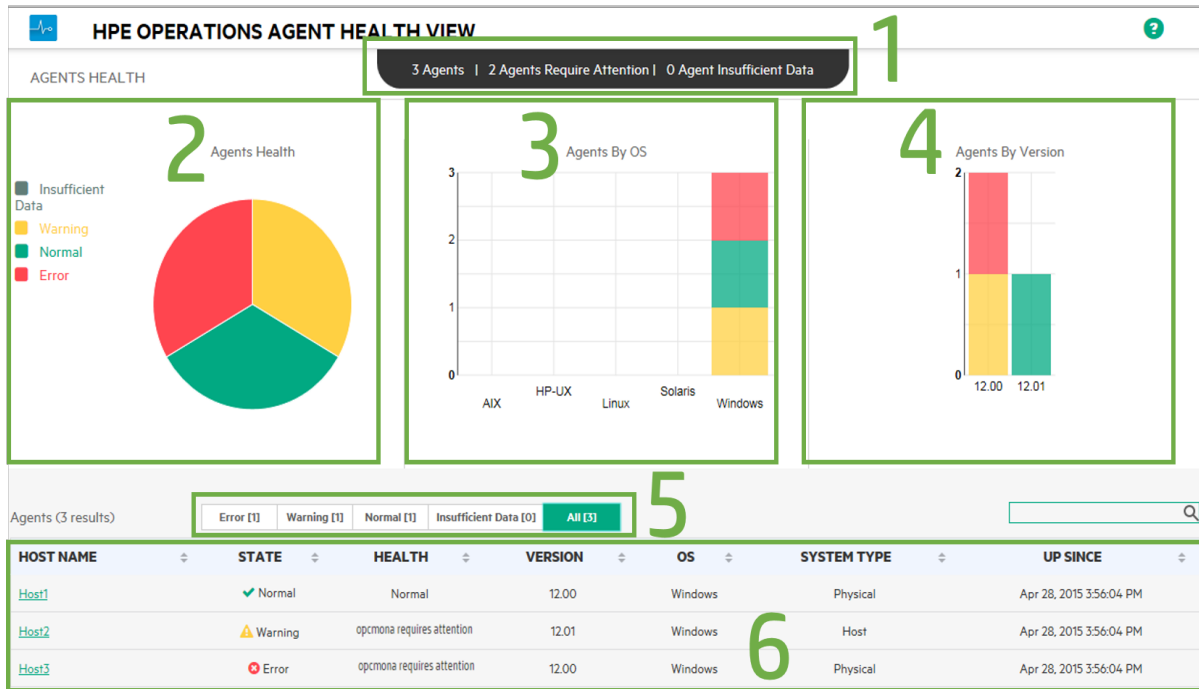 HPE OPERATIONS AGENT HEALTH VIEW
?
1
AGENTS HEALTH
3 Agents | 2 Agents Require Attention | 0 Agent Insufficient Data
2
Agents Health
Insufficient
Data
Warning
Normal
Error
3
Agents By OS
3
2
1
0
AIX
HP-UX
Linux
Solaris
Windows
4
Agents By Version
2
1
0
12.00
12.01
5
Agents (3 results)
Error [1] Warning [1] Normal [1] Insufficient Data [0] All [3]
HOST NAME STATE HEALTH VERSION OS SYSTEM TYPE UP SINCE
Host1 Normal Normal 12.00 Windows Physical Apr 28, 2015 3:56:04 PM
Host2 Warning opcmona requires attention 12.01 Windows Host Apr 28, 2015 3:56:04 PM
6
Host3 Error opcmona requires attention 12.00 Windows Physical Apr 28, 2015 3:56:04 PM